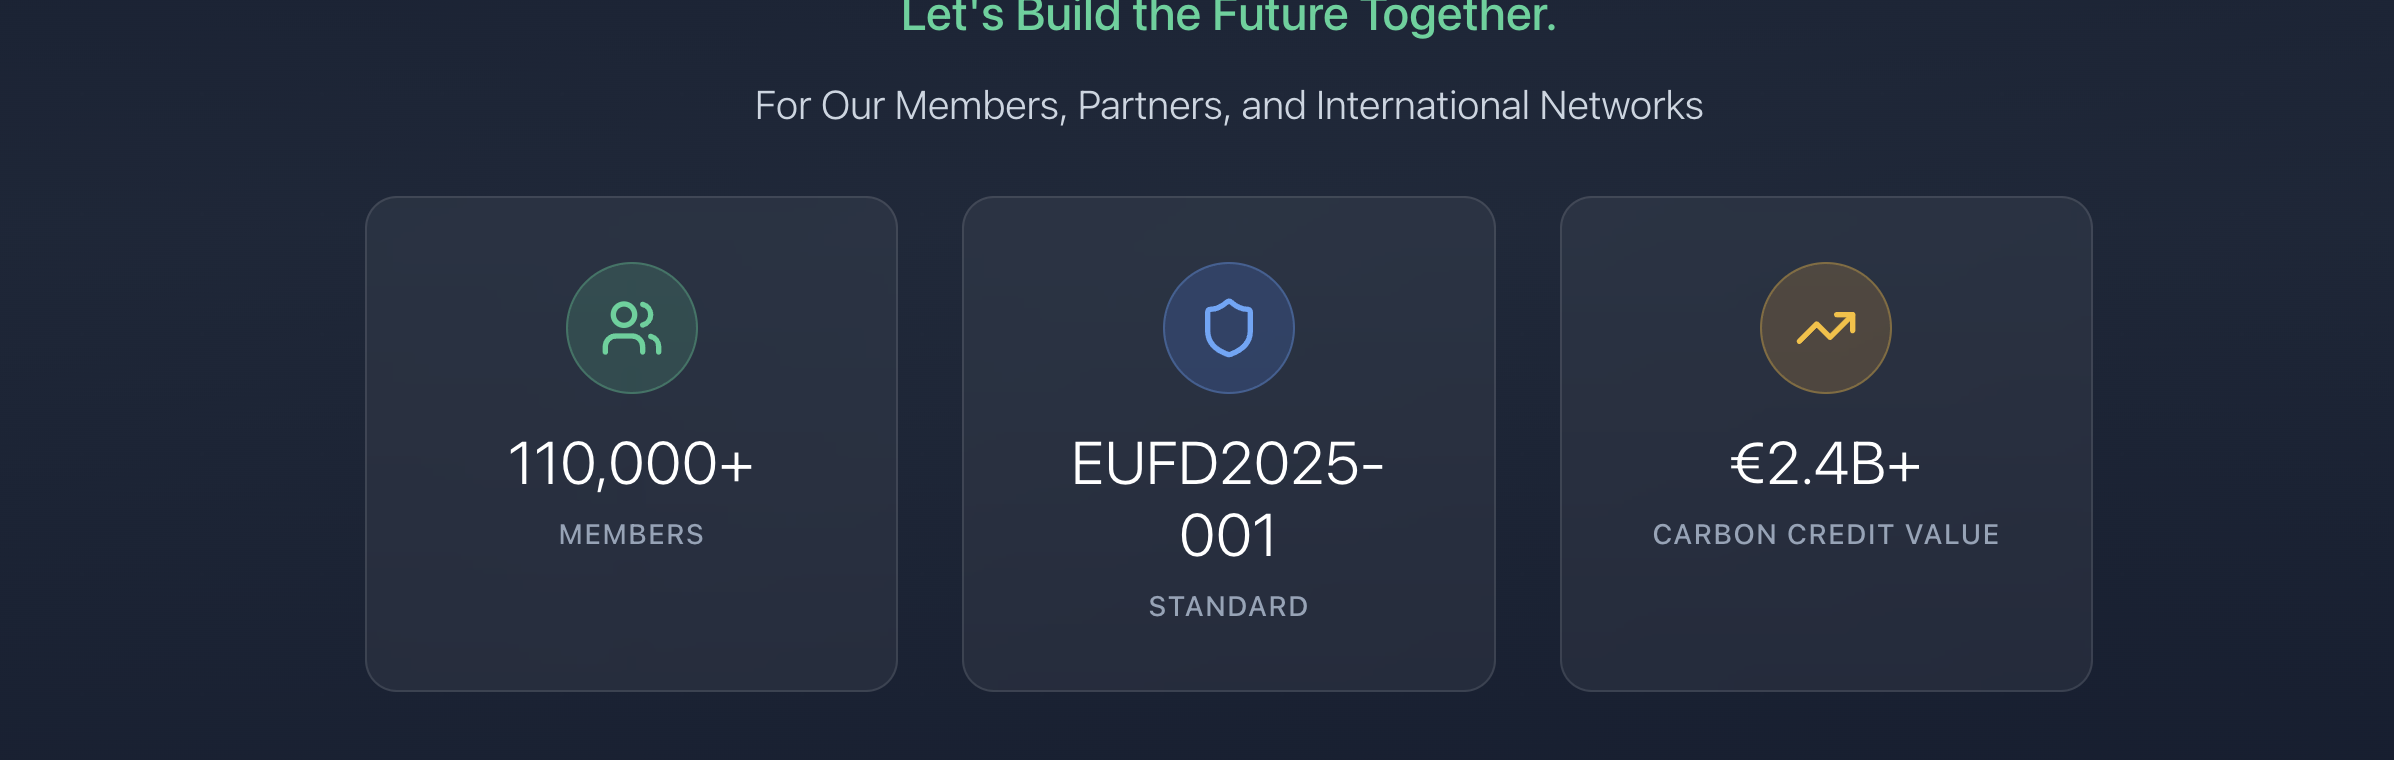 Let's Build the Future Together.
For Our Members, Partners, and International Networks
110,000+
MEMBERS
EUFD2025-
001
STANDARD
€2.4B+
CARBON CREDIT VALUE